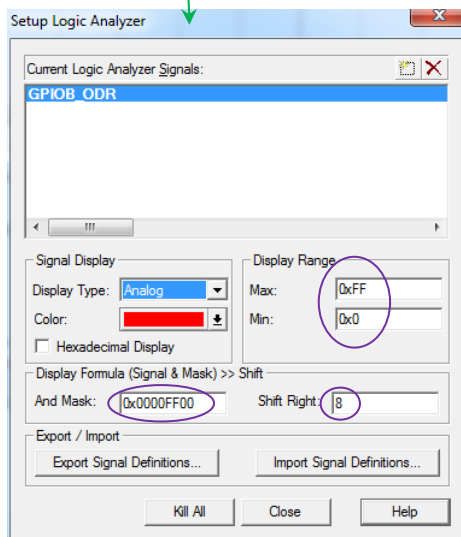 Setup Logic Analyzer
Current Logic Analyzer Signals:
GPIOB_ODR
Signal Display
Display Range
Display Type: Analog
Max: 0xFF
Color:
Min: 0x0
Hexadecimal Display
Display Formula (Signal & Mask) >> Shift
And Mask: 0x0000FF00
Shift Right: 8
Export / Import
Export Signal Definitions...
Import Signal Definitions...
Kill All
Close
Help